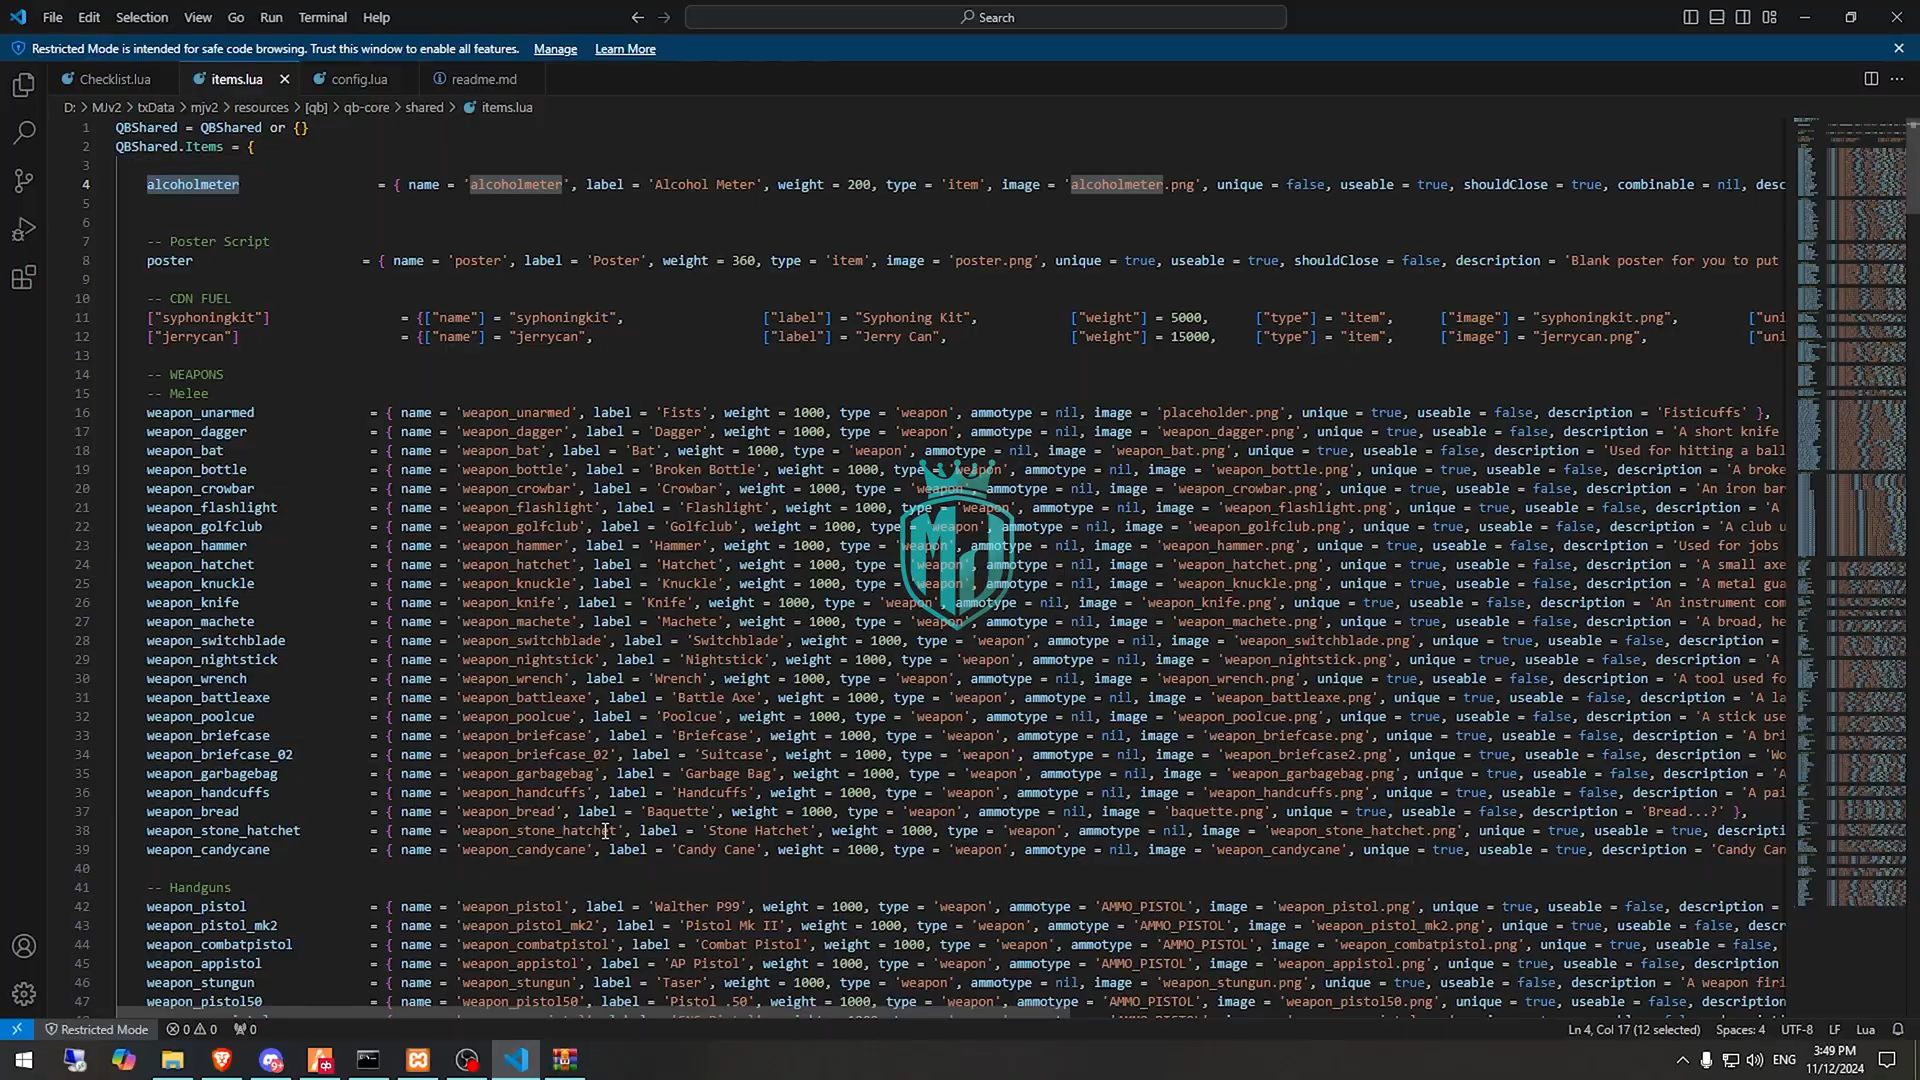 File Edit Selection View Go Run Terminal Help
Search
Restricted Mode is intended for safe code browsing. Trust this window to enable all features. Manage Learn More
Checklist.lua items.lua config.lua readme.md
D: > MJv2 > txData > mjv2 > resources > [qb] > qb-core > shared > items.lua
1 QBShared = QBShared or {}
2 QBShared.Items = {
3
4 alcoholmeter = { name = 'alcoholmeter', label = 'Alcohol Meter', weight = 200, type = 'item', image = 'alcoholmeter.png', unique = false, useable = true, shouldClose = true, combinable = nil, desc
5
6
7 -- Poster Script
8 poster = { name = 'poster', label = 'Poster', weight = 360, type = 'item', image = 'poster.png', unique = true, useable = true, shouldClose = false, description = 'Blank poster for you to put
9
10 -- CDN FUEL
11 ["syphoningkit"] = {["name"] = "syphoningkit", ["label"] = "Syphoning Kit", ["weight"] = 5000, ["type"] = "item", ["image"] = "syphoningkit.png", ["uni
12 ["jerrycan"] = {["name"] = "jerrycan", ["label"] = "Jerry Can", ["weight"] = 15000, ["type"] = "item", ["image"] = "jerrycan.png", ["uni
13
14 -- WEAPONS
15 -- Melee
16 weapon_unarmed = { name = 'weapon_unarmed', label = 'Fists', weight = 1000, type = 'weapon', ammotype = nil, image = 'placeholder.png', unique = true, useable = false, description = 'Fisticuffs' },
17 weapon_dagger = { name = 'weapon_dagger', label = 'Dagger', weight = 1000, type = 'weapon', ammotype = nil, image = 'weapon_dagger.png', unique = true, useable = false, description = 'A short knife
18 weapon_bat = { name = 'weapon_bat', label = 'Bat', weight = 1000, type = 'weapon', ammotype = nil, image = 'weapon_bat.png', unique = true, useable = false, description = 'Used for hitting a ball
19 weapon_bottle = { name = 'weapon_bottle', label = 'Broken Bottle', weight = 1000, type = 'weapon', ammotype = nil, image = 'weapon_bottle.png', unique = true, useable = false, description = 'A broke
20 weapon_crowbar = { name = 'weapon_crowbar', label = 'Crowbar', weight = 1000, type = 'weapon', ammotype = nil, image = 'weapon_crowbar.png', unique = true, useable = false, description = 'An iron bar
21 weapon_flashlight = { name = 'weapon_flashlight', label = 'Flashlight', weight = 1000, type = 'weapon', ammotype = nil, image = 'weapon_flashlight.png', unique = true, useable = false, description = 'A
22 weapon_golfclub = { name = 'weapon_golfclub', label = 'Golfclub', weight = 1000, type = 'weapon', ammotype = nil, image = 'weapon_golfclub.png', unique = true, useable = false, description = 'A club u
23 weapon_hammer = { name = 'weapon_hammer', label = 'Hammer', weight = 1000, type = 'weapon', ammotype = nil, image = 'weapon_hammer.png', unique = true, useable = false, description = 'Used for jobs
24 weapon_hatchet = { name = 'weapon_hatchet', label = 'Hatchet', weight = 1000, type = 'weapon', ammotype = nil, image = 'weapon_hatchet.png', unique = true, useable = false, description = 'A small axe
25 weapon_knuckle = { name = 'weapon_knuckle', label = 'Knuckle', weight = 1000, type = 'weapon', ammotype = nil, image = 'weapon_knuckle.png', unique = true, useable = false, description = 'A metal gua
26 weapon_knife = { name = 'weapon_knife', label = 'Knife', weight = 1000, type = 'weapon', ammotype = nil, image = 'weapon_knife.png', unique = true, useable = false, description = 'An instrument com
27 weapon_machete = { name = 'weapon_machete', label = 'Machete', weight = 1000, type = 'weapon', ammotype = nil, image = 'weapon_machete.png', unique = true, useable = false, description = 'A broad, he
28 weapon_switchblade = { name = 'weapon_switchblade', label = 'Switchblade', weight = 1000, type = 'weapon', ammotype = nil, image = 'weapon_switchblade.png', unique = true, useable = false, description =
29 weapon_nightstick = { name = 'weapon_nightstick', label = 'Nightstick', weight = 1000, type = 'weapon', ammotype = nil, image = 'weapon_nightstick.png', unique = true, useable = false, description = 'A
30 weapon_wrench = { name = 'weapon_wrench', label = 'Wrench', weight = 1000, type = 'weapon', ammotype = nil, image = 'weapon_wrench.png', unique = true, useable = false, description = 'A tool used fo
31 weapon_battleaxe = { name = 'weapon_battleaxe', label = 'Battle Axe', weight = 1000, type = 'weapon', ammotype = nil, image = 'weapon_battleaxe.png', unique = true, useable = false, description = 'A la
32 weapon_poolcue = { name = 'weapon_poolcue', label = 'Poolcue', weight = 1000, type = 'weapon', ammotype = nil, image = 'weapon_poolcue.png', unique = true, useable = false, description = 'A stick use
33 weapon_briefcase = { name = 'weapon_briefcase', label = 'Briefcase', weight = 1000, type = 'weapon', ammotype = nil, image = 'weapon_briefcase.png', unique = true, useable = false, description = 'A bri
34 weapon_briefcase_02 = { name = 'weapon_briefcase_02', label = 'Suitcase', weight = 1000, type = 'weapon', ammotype = nil, image = 'weapon_briefcase2.png', unique = true, useable = false, description = 'Wo
35 weapon_garbagebag = { name = 'weapon_garbagebag', label = 'Garbage Bag', weight = 1000, type = 'weapon', ammotype = nil, image = 'weapon_garbagebag.png', unique = true, useable = false, description = 'A
36 weapon_handcuffs = { name = 'weapon_handcuffs', label = 'Handcuffs', weight = 1000, type = 'weapon', ammotype = nil, image = 'weapon_handcuffs.png', unique = true, useable = false, description = 'A pai
37 weapon_bread = { name = 'weapon_bread', label = 'Baquette', weight = 1000, type = 'weapon', ammotype = nil, image = 'baquette.png', unique = true, useable = false, description = 'Bread...?' },
38 weapon_stone_hatchet = { name = 'weapon_stone_hatchet', label = 'Stone Hatchet', weight = 1000, type = 'weapon', ammotype = nil, image = 'weapon_stone_hatchet.png', unique = true, useable = true, descripti
39 weapon_candycane = { name = 'weapon_candycane', label = 'Candy Cane', weight = 1000, type = 'weapon', ammotype = nil, image = 'weapon_candycane', unique = true, useable = true, description = 'Candy Can
40
41 -- Handguns
42 weapon_pistol = { name = 'weapon_pistol', label = 'Walther P99', weight = 1000, type = 'weapon', ammotype = 'AMMO_PISTOL', image = 'weapon_pistol.png', unique = true, useable = false, description =
43 weapon_pistol_mk2 = { name = 'weapon_pistol_mk2', label = 'Pistol Mk II', weight = 1000, type = 'weapon', ammotype = 'AMMO_PISTOL', image = 'weapon_pistol_mk2.png', unique = true, useable = false,
44 weapon_combatpistol = { name = 'weapon_combatpistol', label = 'Combat Pistol', weight = 1000, type = 'weapon', ammotype = 'AMMO_PISTOL', image = 'weapon_combatpistol.png', unique = true, useable = false,
45 weapon_appistol = { name = 'weapon_appistol', label = 'AP Pistol', weight = 1000, type = 'weapon', ammotype = 'AMMO_PISTOL', image = 'weapon_appistol.png', unique = true, useable = false, description
46 weapon_stungun = { name = 'weapon_stungun', label = 'Taser', weight = 1000, type = 'weapon', ammotype = 'AMMO_PISTOL', image = 'weapon_stungun.png', unique = true, useable = false, description = 'A weapon firi
47 weapon_pistol50 = { name = 'weapon_pistol50', label = 'Pistol .50', weight = 1000, type = 'weapon', ammotype = 'AMMO_PISTOL', image = 'weapon_pistol50.png', unique = true, useable = false, description
MJ
Restricted Mode 0 0 0 Ln 4, Col 17 (12 selected) Spaces: 4 UTF-8 LF Lua
ENG 3:49 PM
11/12/2024